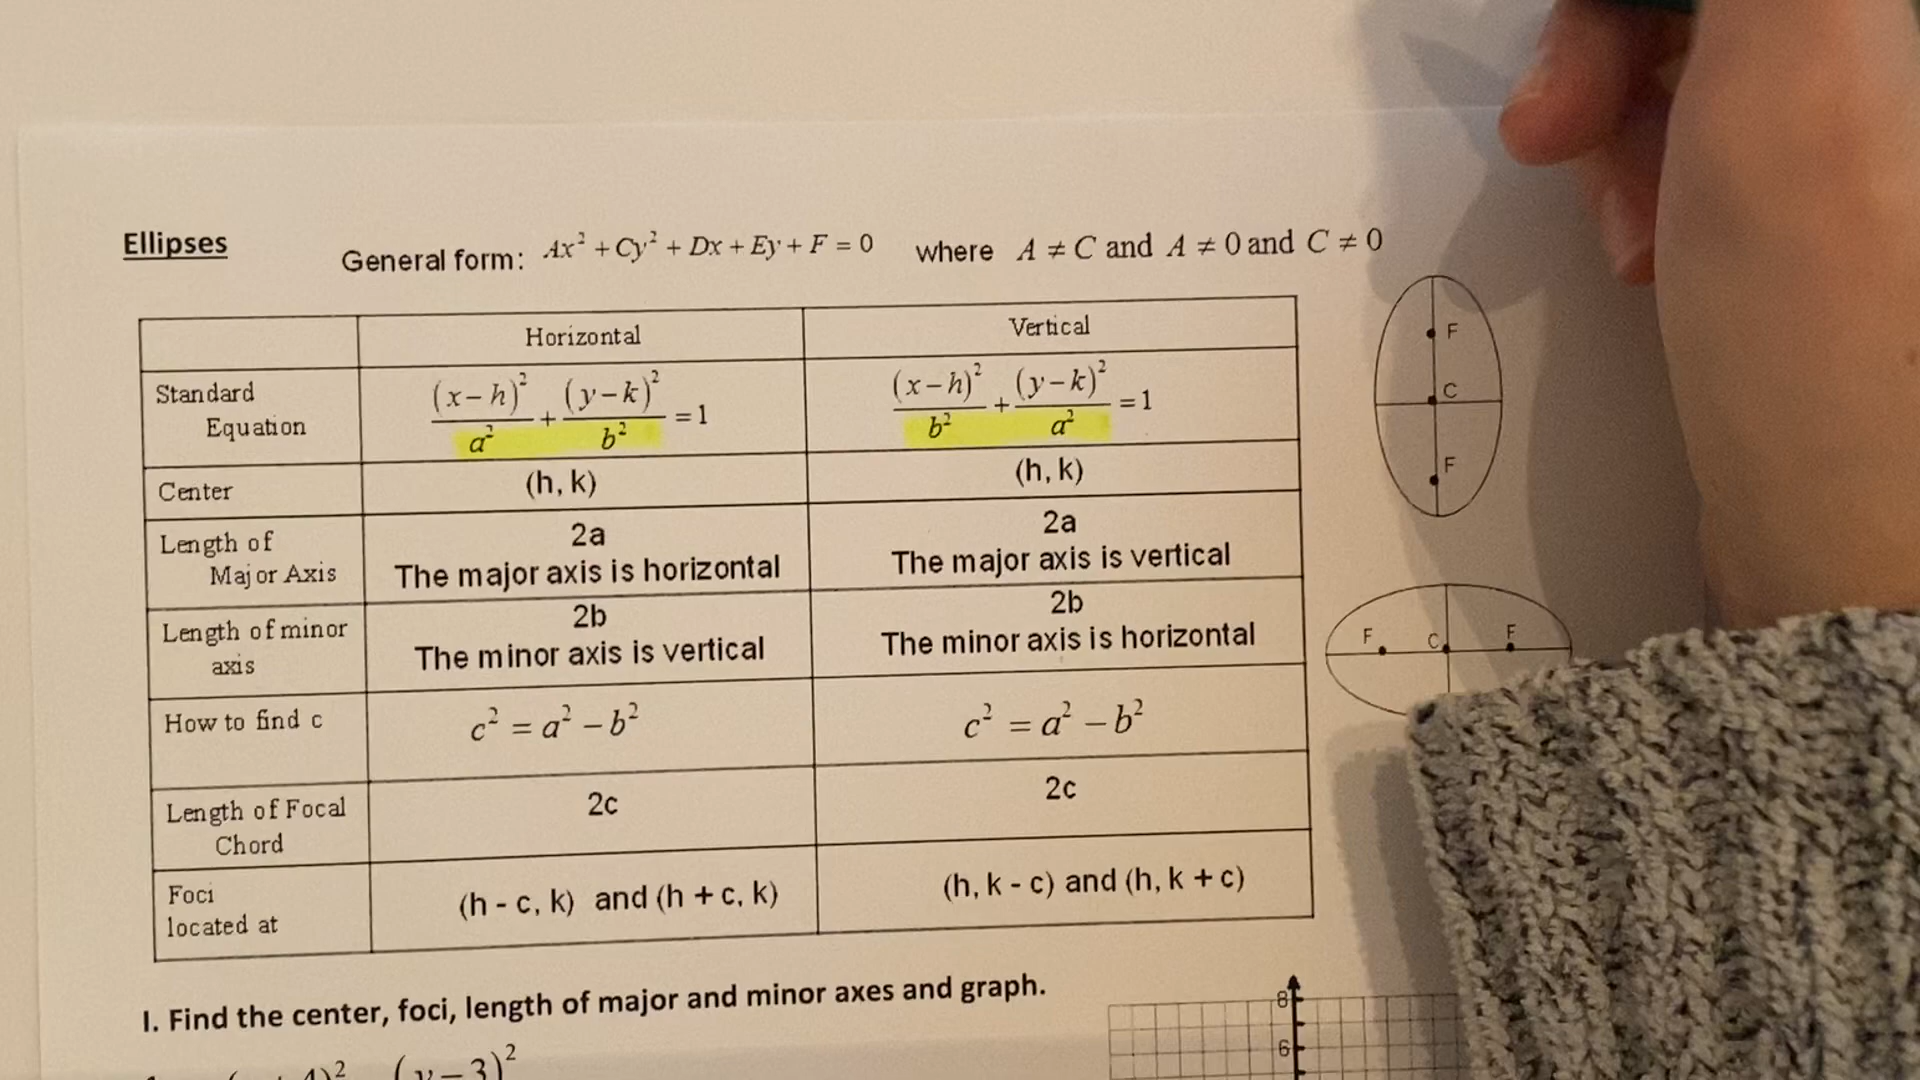 Ellipses General form: Ax² + Cy² + Dx + Ey + F = 0 where A ≠ C and A ≠ 0 and C ≠ 0
Horizontal Vertical
Standard Equation (x – h)²/a² + (y – k)²/b² = 1 (x – h)²/b² + (y – k)²/a² = 1
Center (h, k) (h, k)
Length of Major Axis 2a 2a
The major axis is horizontal The major axis is vertical
Length of minor axis 2b 2b
The minor axis is vertical The minor axis is horizontal
How to find c c² = a² – b² c² = a² – b²
Length of Focal Chord 2c 2c
Foci located at (h - c, k) and (h + c, k) (h, k - c) and (h, k + c)
F
C
F
F C F
I. Find the center, foci, length of major and minor axes and graph.
8
6
4)² (y – 3)²